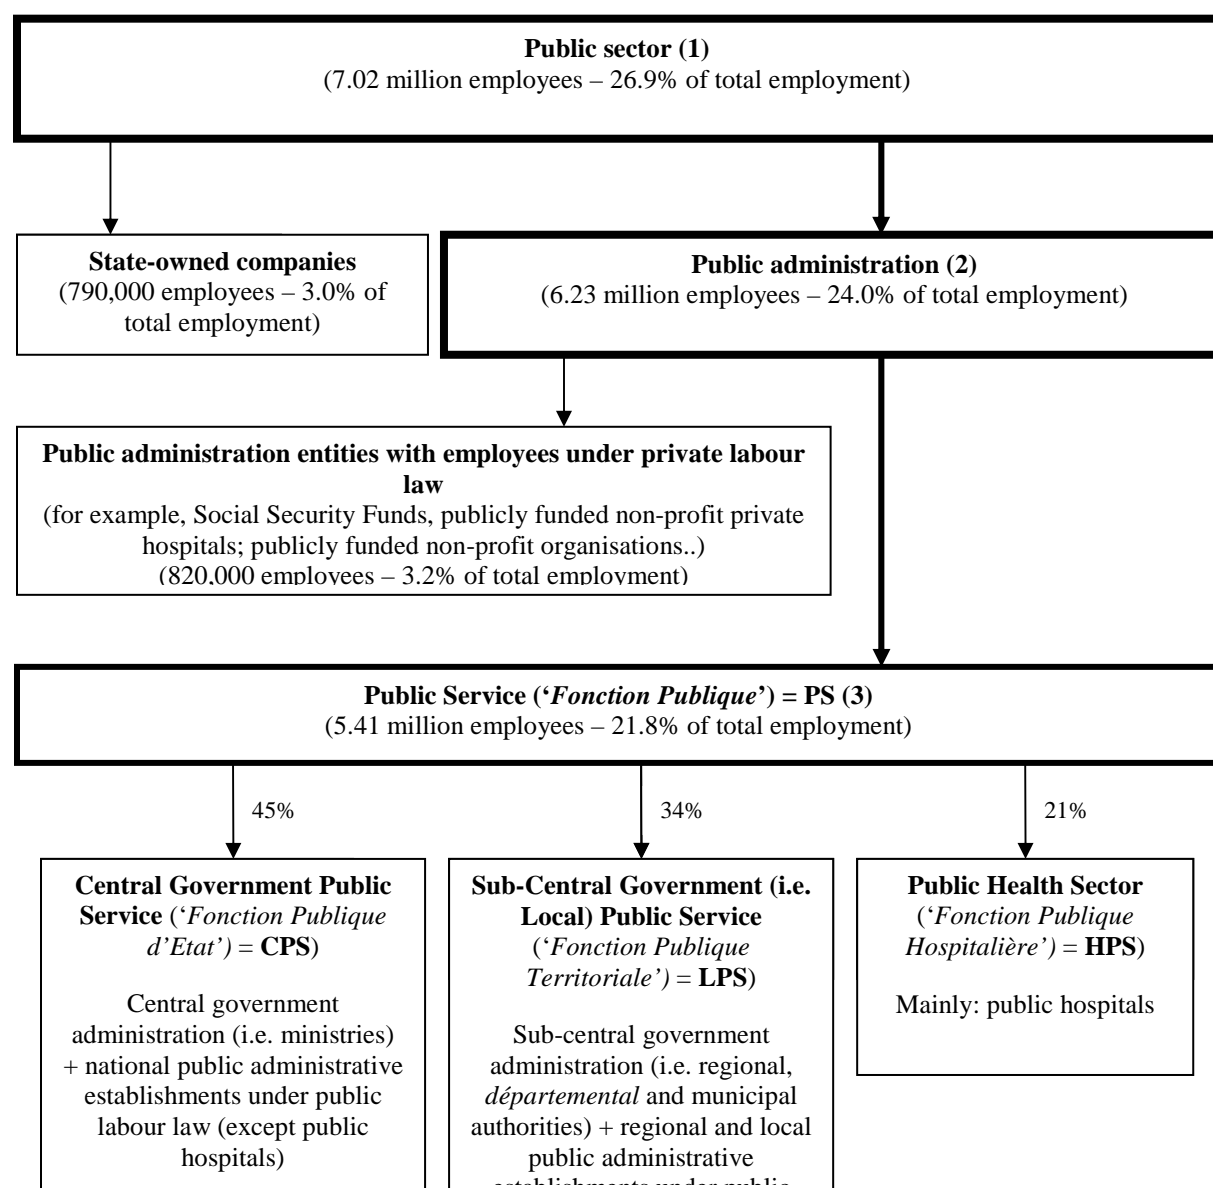 Public sector (1)
(7.02 million employees – 26.9% of total employment)
State-owned companies
(790,000 employees – 3.0% of
total employment)
Public administration (2)
(6.23 million employees – 24.0% of total employment)
Public administration entities with employees under private labour
law
(for example, Social Security Funds, publicly funded non-profit private
hospitals; publicly funded non-profit organisations..)
(820,000 employees – 3.2% of total employment)
Public Service (‘Fonction Publique’) = PS (3)
(5.41 million employees – 21.8% of total employment)
45%
34%
21%
Central Government Public
Service (‘Fonction Publique
d’Etat’) = CPS)
Central government
administration (i.e. ministries)
+ national public administrative
establishments under public
labour law (except public
hospitals)
Sub-Central Government (i.e.
Local) Public Service
(‘Fonction Publique
Territoriale’) = LPS)
Sub-central government
administration (i.e. regional,
départemental and municipal
authorities) + regional and local
public administrative
establishments under public
Public Health Sector
(‘Fonction Publique
Hospitalière’) = HPS)
Mainly: public hospitals